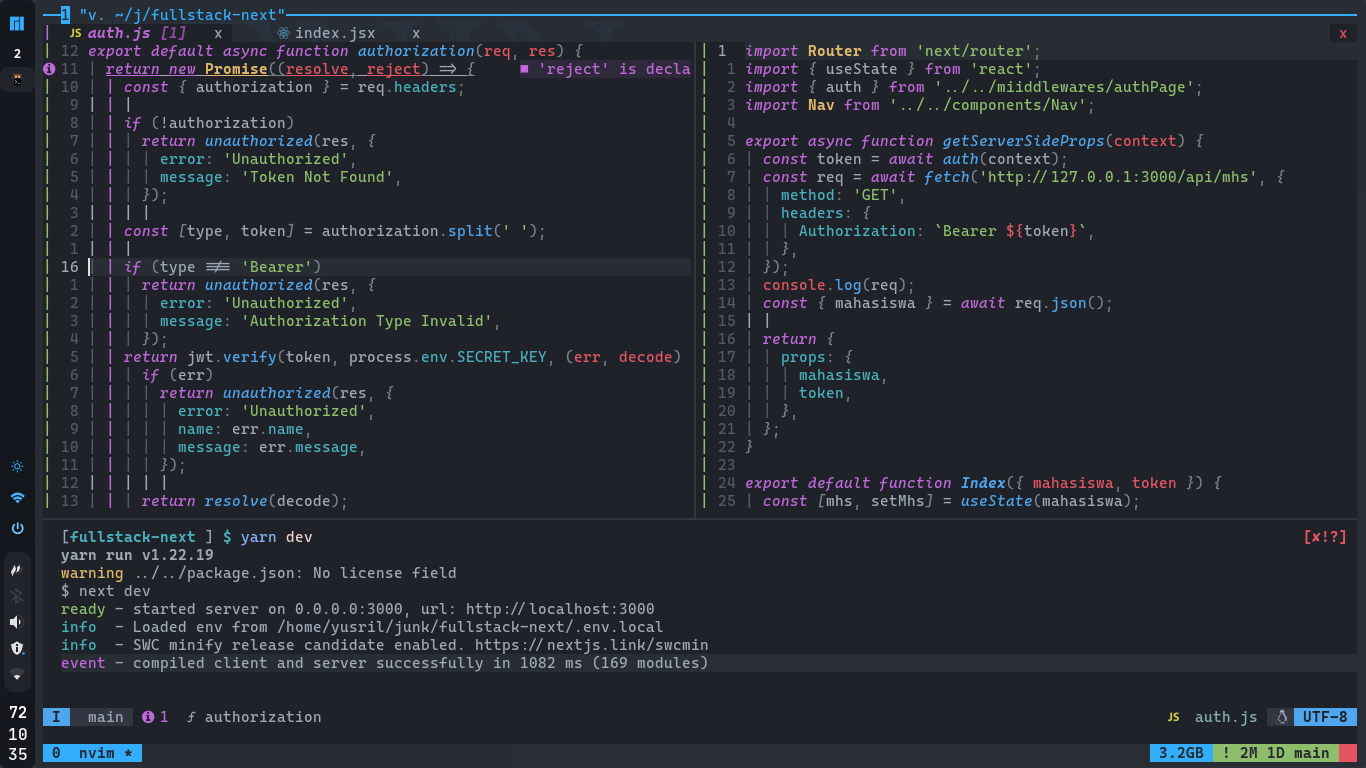 1 "v. ~/j/fullstack-next"
JS auth.js [1] x index.jsx x x
2
12 export default async function authorization(req, res) {
11 return new Promise((resolve, reject) => { ■ 'reject' is decla
10 const { authorization } = req.headers;
9
8 if (!authorization)
7 return unauthorized(res, {
6 error: 'Unauthorized',
5 message: 'Token Not Found',
4 });
3
2 const [type, token] = authorization.split(' ');
1
16 if (type !== 'Bearer')
1 return unauthorized(res, {
2 error: 'Unauthorized',
3 message: 'Authorization Type Invalid',
4 });
5 return jwt.verify(token, process.env.SECRET_KEY, (err, decode)
6 if (err)
7 return unauthorized(res, {
8 error: 'Unauthorized',
9 name: err.name,
10 message: err.message,
11 });
12
13 return resolve(decode);
1 import Router from 'next/router';
1 import { useState } from 'react';
2 import { auth } from '../../miiddlewares/authPage';
3 import Nav from '../../components/Nav';
4
5 export async function getServerSideProps(context) {
6 const token = await auth(context);
7 const req = await fetch('http://127.0.0.1:3000/api/mhs', {
8 method: 'GET',
9 headers: {
10 Authorization: `Bearer ${token}`,
11 },
12 });
13 console.log(req);
14 const { mahasiswa } = await req.json();
15
16 return {
17 props: {
18 mahasiswa,
19 token,
20 },
21 };
22 }
23
24 export default function Index({ mahasiswa, token }) {
25 const [mhs, setMhs] = useState(mahasiswa);
[fullstack-next ] $ yarn dev [✘!?]
yarn run v1.22.19
warning ../../package.json: No license field
$ next dev
ready - started server on 0.0.0.0:3000, url: http://localhost:3000
info - Loaded env from /home/yusril/junk/fullstack-next/.env.local
info - SWC minify release candidate enabled. https://nextjs.link/swcmin
event - compiled client and server successfully in 1082 ms (169 modules)
I main 1 ƒ authorization JS auth.js UTF-8
72
10
35
0 nvim * 3.2GB ! 2M 1D main